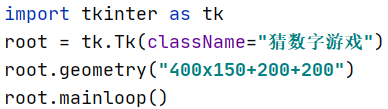 import tkinter as tk
root = tk.Tk(className="猜数字游戏")
root.geometry("400x150+200+200")
root.mainloop()